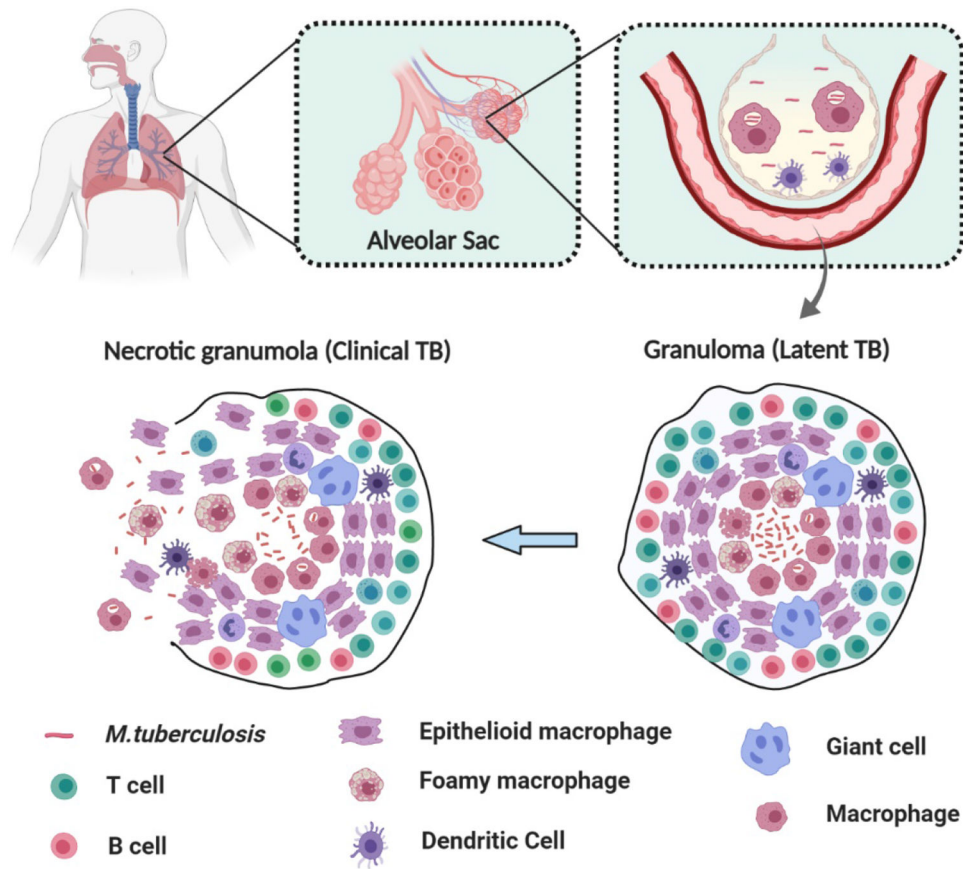 Alveolar Sac
Necrotic granumola (Clinical TB)
Granuloma (Latent TB)
M.tuberculosis
T cell
B cell
Epithelioid macrophage
Foamy macrophage
Dendritic Cell
Giant cell
Macrophage